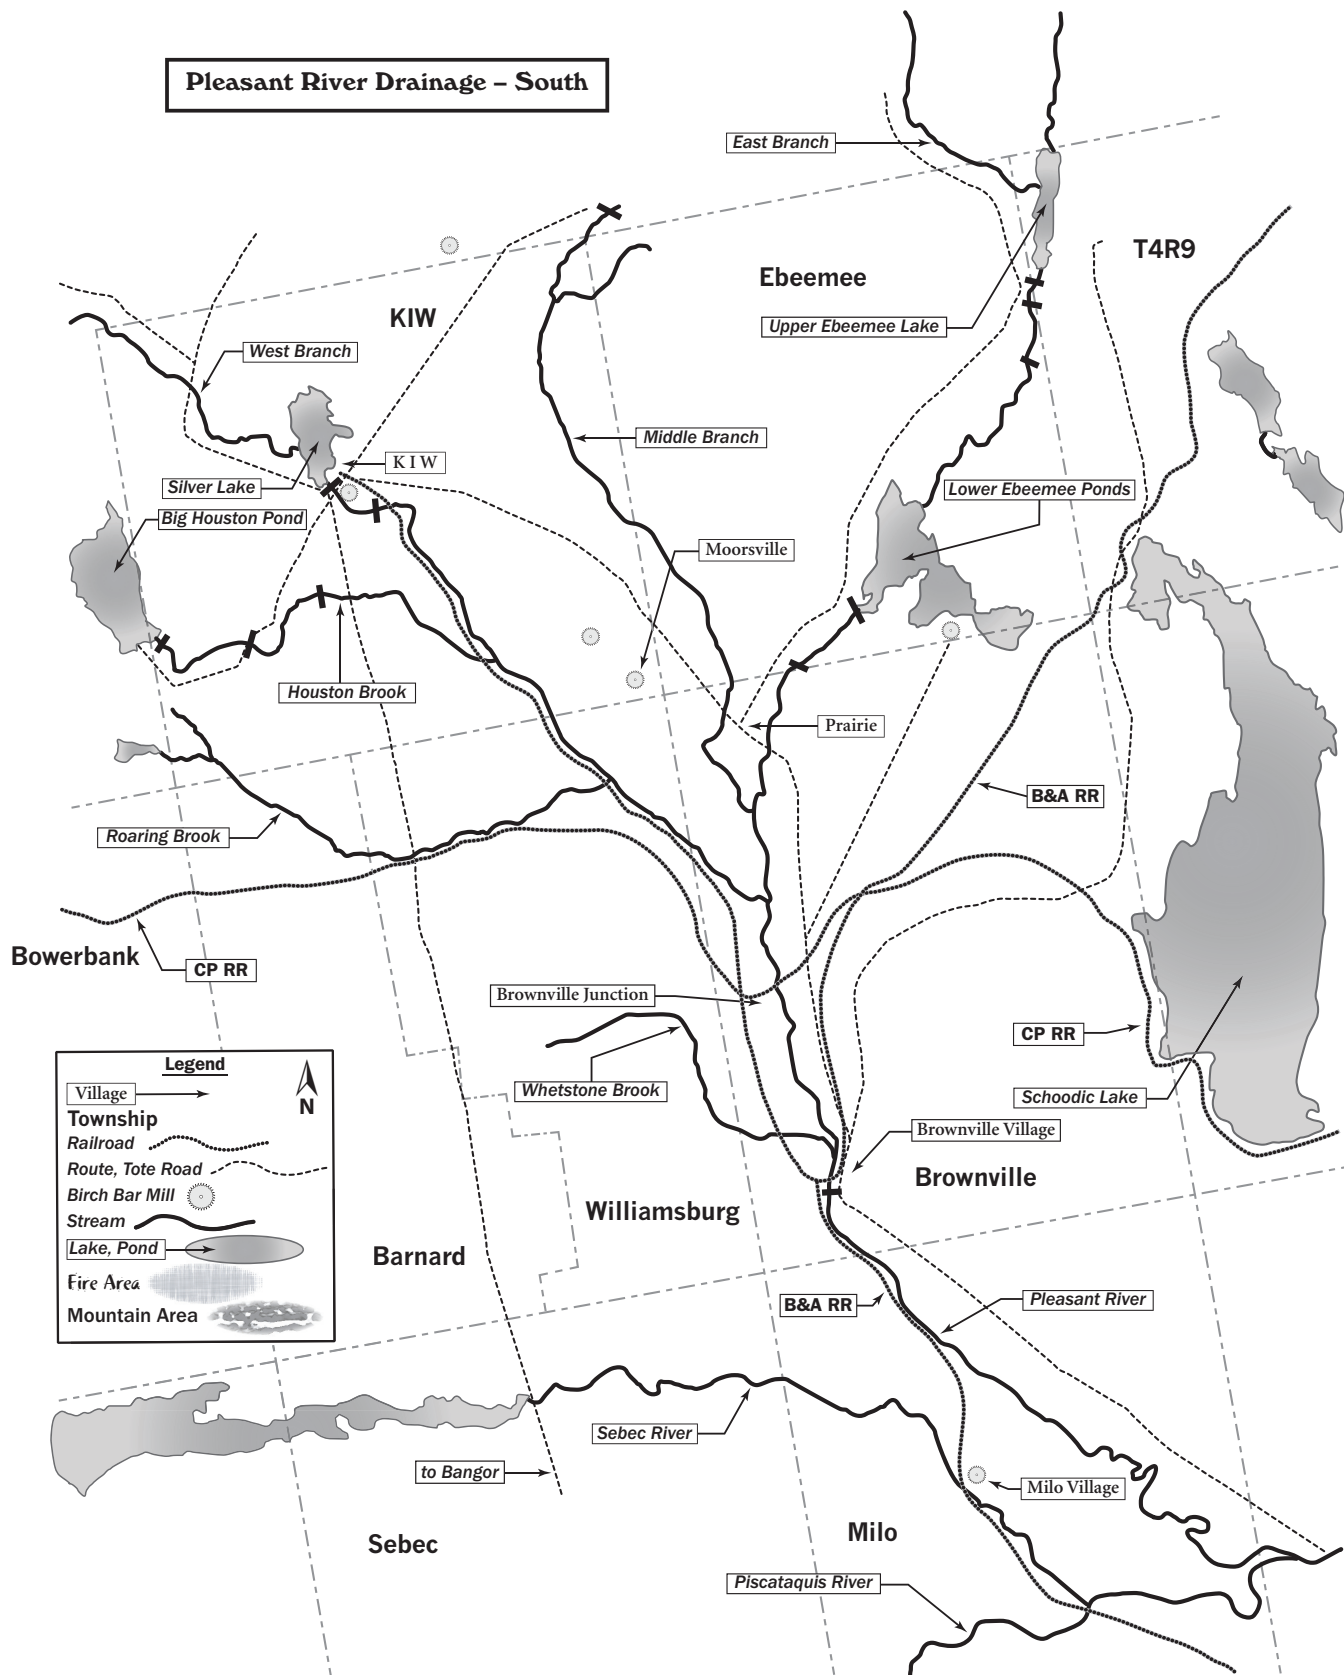 Pleasant River Drainage – South
East Branch
T4R9
Ebeemee
KIW
Upper Ebeemee Lake
West Branch
Middle Branch
K I W
Silver Lake
Lower Ebeemee Ponds
Big Houston Pond
Moorsville
Houston Brook
Prairie
B&A RR
Roaring Brook
Bowerbank
CP RR
Brownville Junction
CP RR
Whetstone Brook
Schoodic Lake
Legend
N
Village
Township
Railroad
Route, Tote Road
Birch Bar Mill
Stream
Lake, Pond
Fire Area
Mountain Area
Brownville Village
Brownville
Williamsburg
Barnard
B&A RR
Pleasant River
Sebec River
to Bangor
Milo Village
Sebec
Milo
Piscataquis River